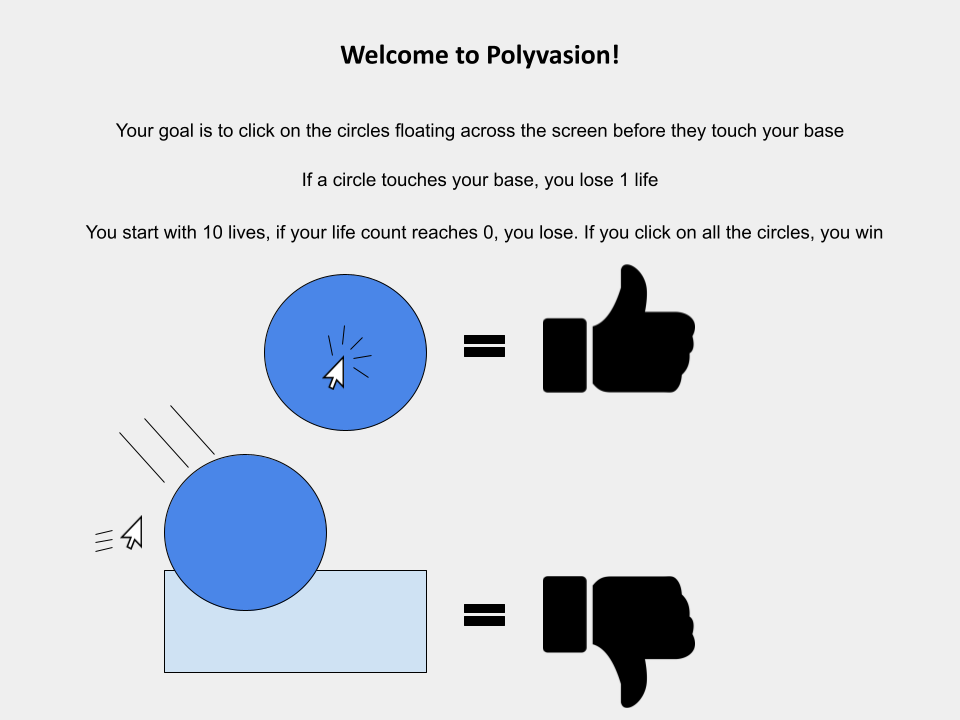 Welcome to Polyvasion!
Your goal is to click on the circles floating across the screen before they touch your base
If a circle touches your base, you lose 1 life
You start with 10 lives, if your life count reaches 0, you lose. If you click on all the circles, you win